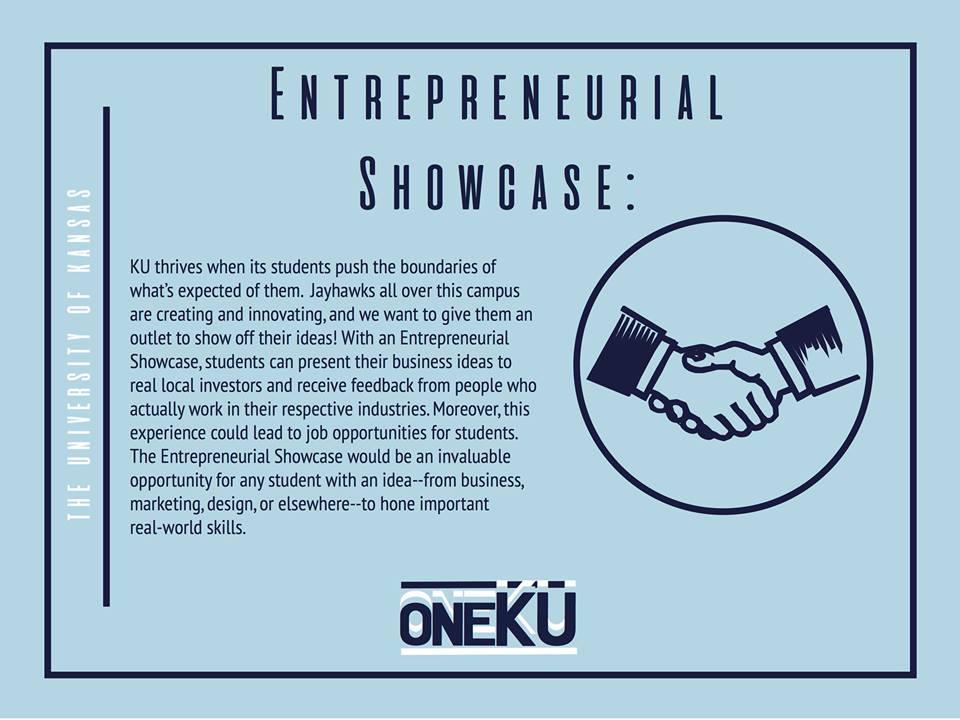 ENTREPRENEURIAL
SHOWCASE:
THE UNIVERSITY OF KANSAS
KU thrives when its students push the boundaries of
what's expected of them.  Jayhawks all over this campus
are creating and innovating, and we want to give them an
outlet to show off their ideas! With an Entrepreneurial
Showcase, students can present their business ideas to
real local investors and receive feedback from people who
actually work in their respective industries. Moreover, this
experience could lead to job opportunities for students.
The Entrepreneurial Showcase would be an invaluable
opportunity for any student with an idea--from business,
marketing, design, or elsewhere--to hone important
real-world skills.
ONEKU